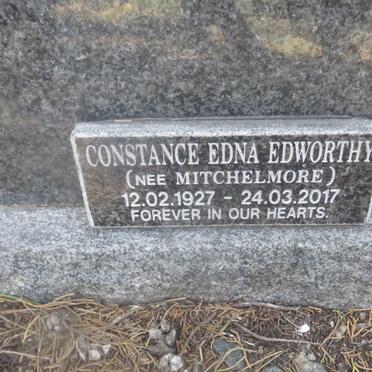 CONSTANCE EDNA EDWORTHY
(NEE MITCHELMORE)
12.02.1927 - 24.03.2017
FOREVER IN OUR HEARTS.